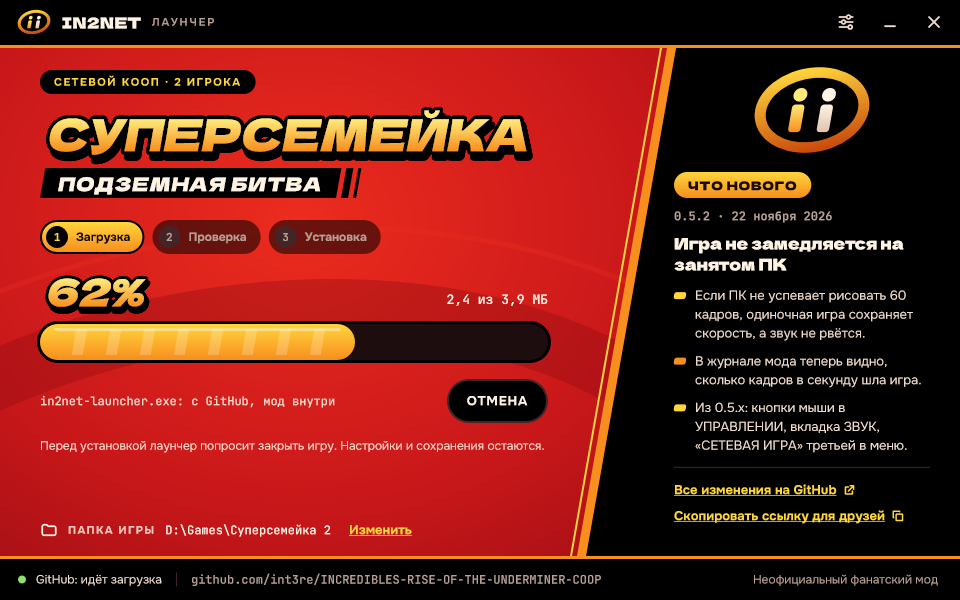 IN2NET ЛАУНЧЕР
СЕТЕВОЙ КООП · 2 ИГРОКА
СУПЕРСЕМЕЙКА
ПОДЗЕМНАЯ БИТВА
1 Загрузка
2 Проверка
3 Установка
62%
2,4 из 3,9 МБ
in2net-launcher.exe: с GitHub, мод внутри
ОТМЕНА
Перед установкой лаунчер попросит закрыть игру. Настройки и сохранения остаются.
ПАПКА ИГРЫ D:\Games\Суперсемейка 2 Изменить
ii
ЧТО НОВОГО
0.5.2 · 22 ноября 2026
Игра не замедляется на
занятом ПК
Если ПК не успевает рисовать 60
кадров, одиночная игра сохраняет
скорость, а звук не рвётся.
В журнале мода теперь видно,
сколько кадров в секунду шла игра.
Из 0.5.x: кнопки мыши в
УПРАВЛЕНИИ, вкладка ЗВУК,
«СЕТЕВАЯ ИГРА» третьей в меню.
Все изменения на GitHub
Скопировать ссылку для друзей
GitHub: идёт загрузка
github.com/int3re/INCREDIBLES-RISE-OF-THE-UNDERMINER-COOP
Неофициальный фанатский мод